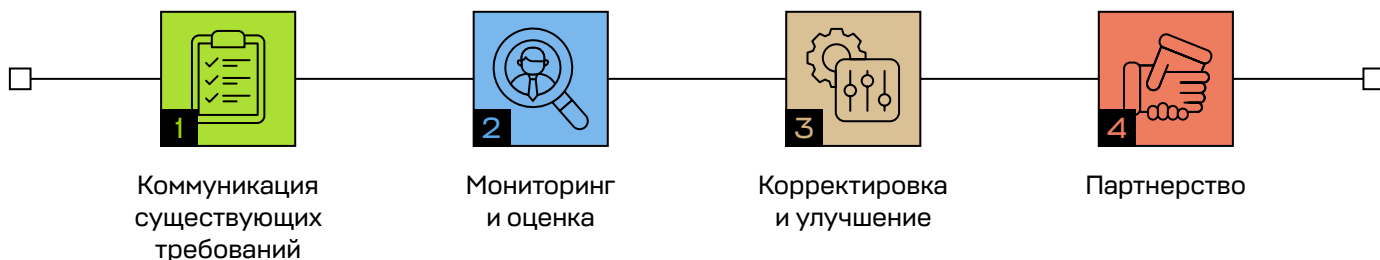 1
Коммуникация
существующих
требований
2
Мониторинг
и оценка
3
Корректировка
и улучшение
4
Партнерство